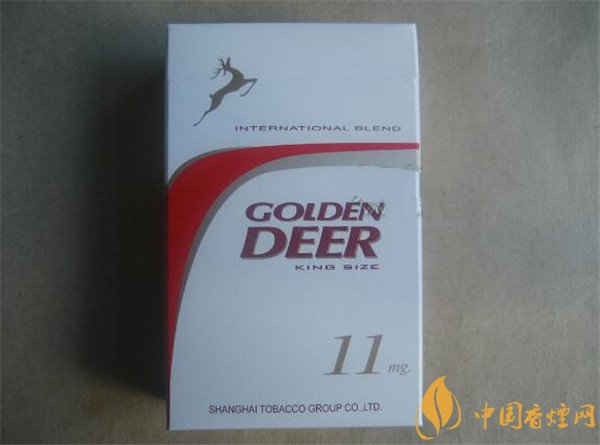 INTERNATIONAL BLEND
GOLDEN
DEER
KING SIZE
11 mg.
SHANGHAI TOBACCO GROUP CO.,LTD.
中国香烟网